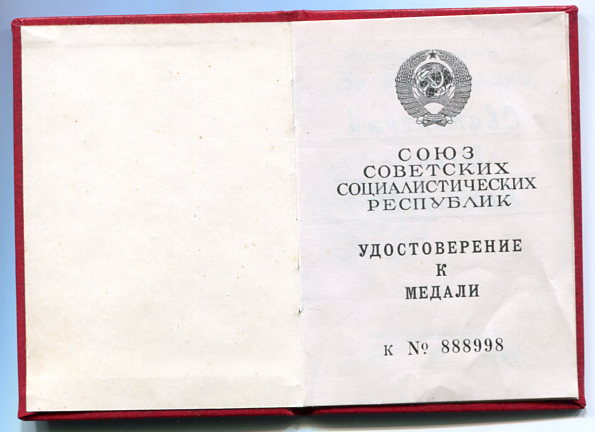 СОЮЗ
СОВЕТСКИХ
СОЦИАЛИСТИЧЕСКИХ
РЕСПУБЛИК
УДОСТОВЕРЕНИЕ
К
МЕДАЛИ
К № 888998